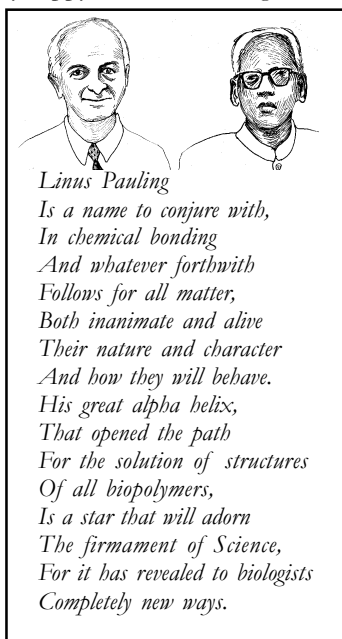 Linus Pauling
Is a name to conjure with,
In chemical bonding
And whatever forthwith
Follows for all matter,
Both inanimate and alive
Their nature and character
And how they will behave.
His great alpha helix,
That opened the path
For the solution of structures
Of all biopolymers,
Is a star that will adorn
The firmament of Science,
For it has revealed to biologists
Completely new ways.